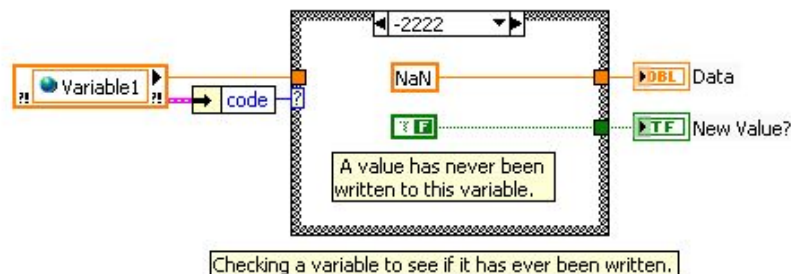 -2222
?! Variable1 ?!
code
?
NaN
DBL Data
F
TF New Value?
A value has never been
written to this variable.
Checking a variable to see if it has ever been written.